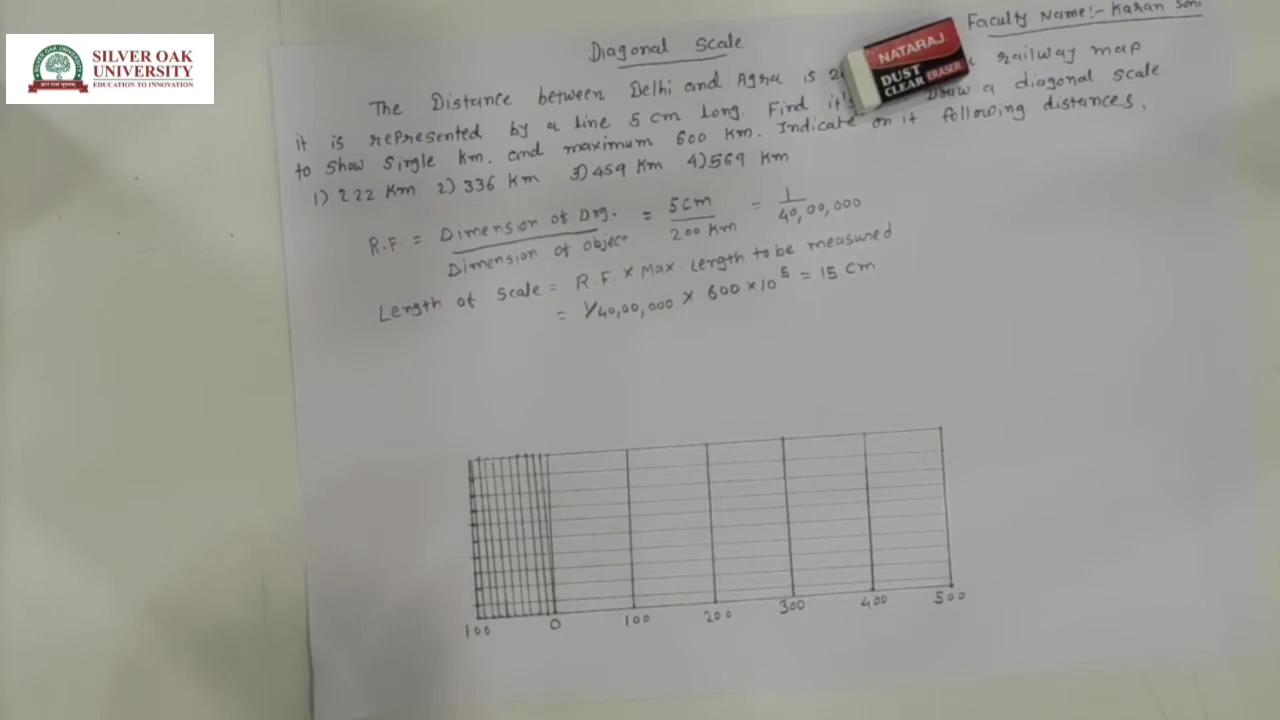 SILVER OAK
UNIVERSITY
EDUCATION TO INNOVATION
Faculty Name:- Karan Soni
Diagonal Scale
NATARAJ
DUST
CLEAR ERASER
The Distance between Delhi and Agra is railway map
it is represented by a line 5 cm long. Find it's Draw a diagonal scale
to show single km. and maximum 600 km. Indicate on it following distances.
1) 222 km 2) 336 km 3) 459 km 4) 569 km
R.F. = Dimension of Drg. / Dimension of object = 5cm / 200 km = 1 / 40,00,000
Length of Scale = R.F. × Max. Length to be measured
= 1/40,00,000 × 600 × 10^5 = 15 cm
100 0 100 200 300 400 500